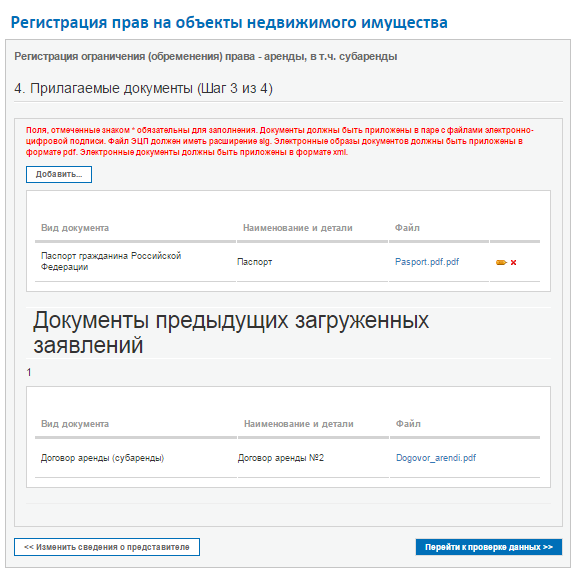 Регистрация прав на объекты недвижимого имущества
Регистрация ограничения (обременения) права - аренды, в т.ч. субаренды
4. Прилагаемые документы (Шаг 3 из 4)
Поля, отмеченные знаком * обязательны для заполнения. Документы должны быть приложены в паре с файлами электронно-
цифровой подписи. Файл ЭЦП должен иметь расширение sig. Электронные образы документов должны быть приложены в
формате pdf. Электронные документы должны быть приложены в формате xml.
Добавить...
Вид документа Наименование и детали Файл
Паспорт гражданина Российской
Федерации Паспорт Pasport.pdf.pdf
Документы предыдущих загруженных
заявлений
1
Вид документа Наименование и детали Файл
Договор аренды (субаренды) Договор аренды №2 Dogovor_arendi.pdf
<< Изменить сведения о представителе Перейти к проверке данных >>